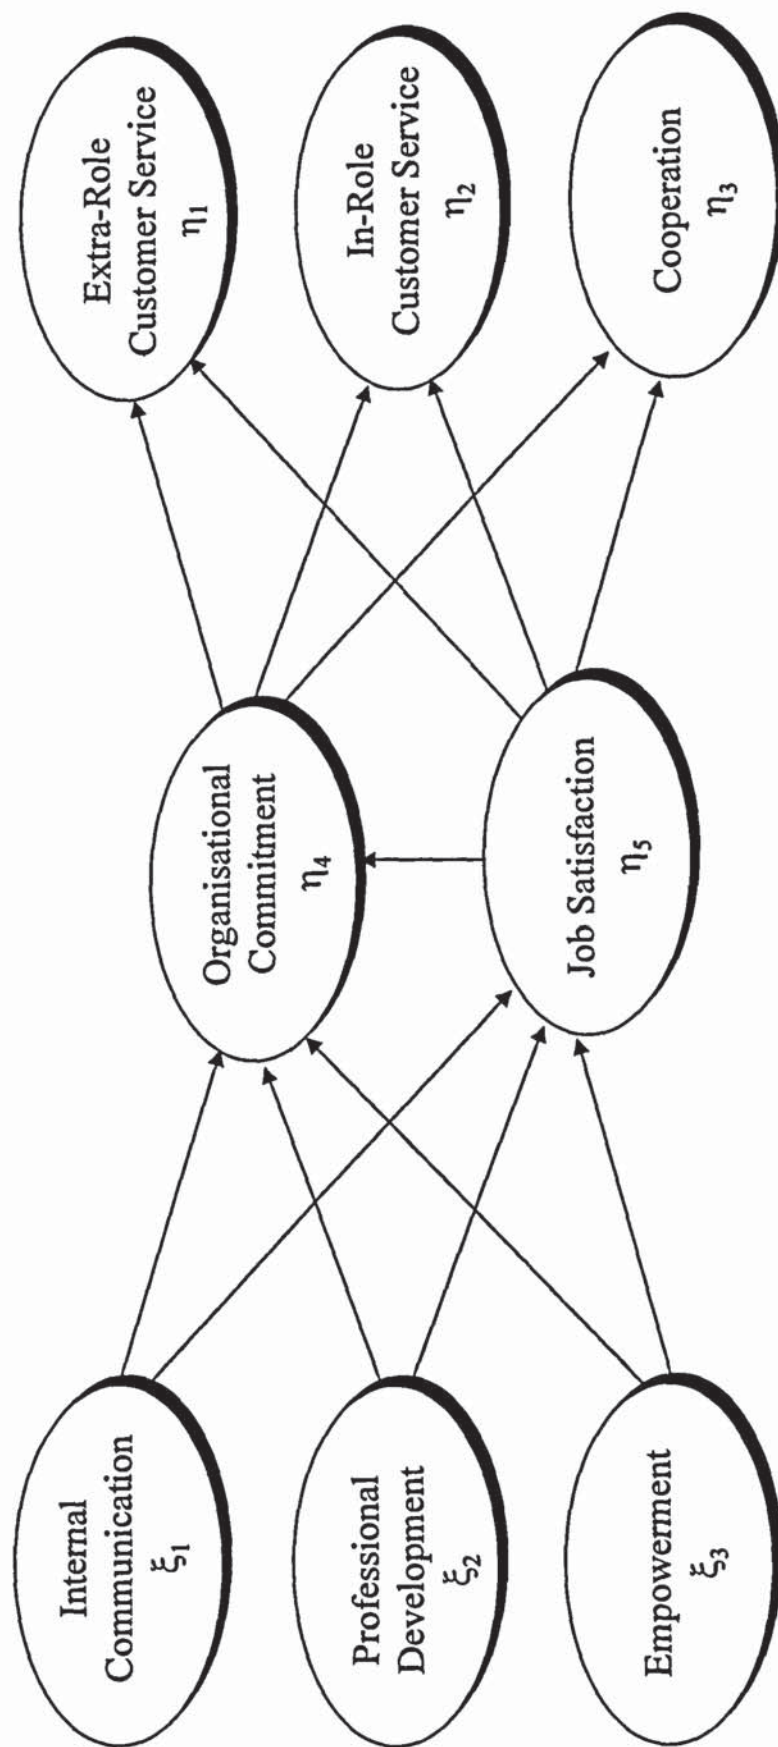 Internal
Communication
ξ₁
Professional
Development
ξ₂
Empowerment
ξ₃
Organisational
Commitment
η₄
Job Satisfaction
η₅
Extra-Role
Customer Service
η₁
In-Role
Customer Service
η₂
Cooperation
η₃